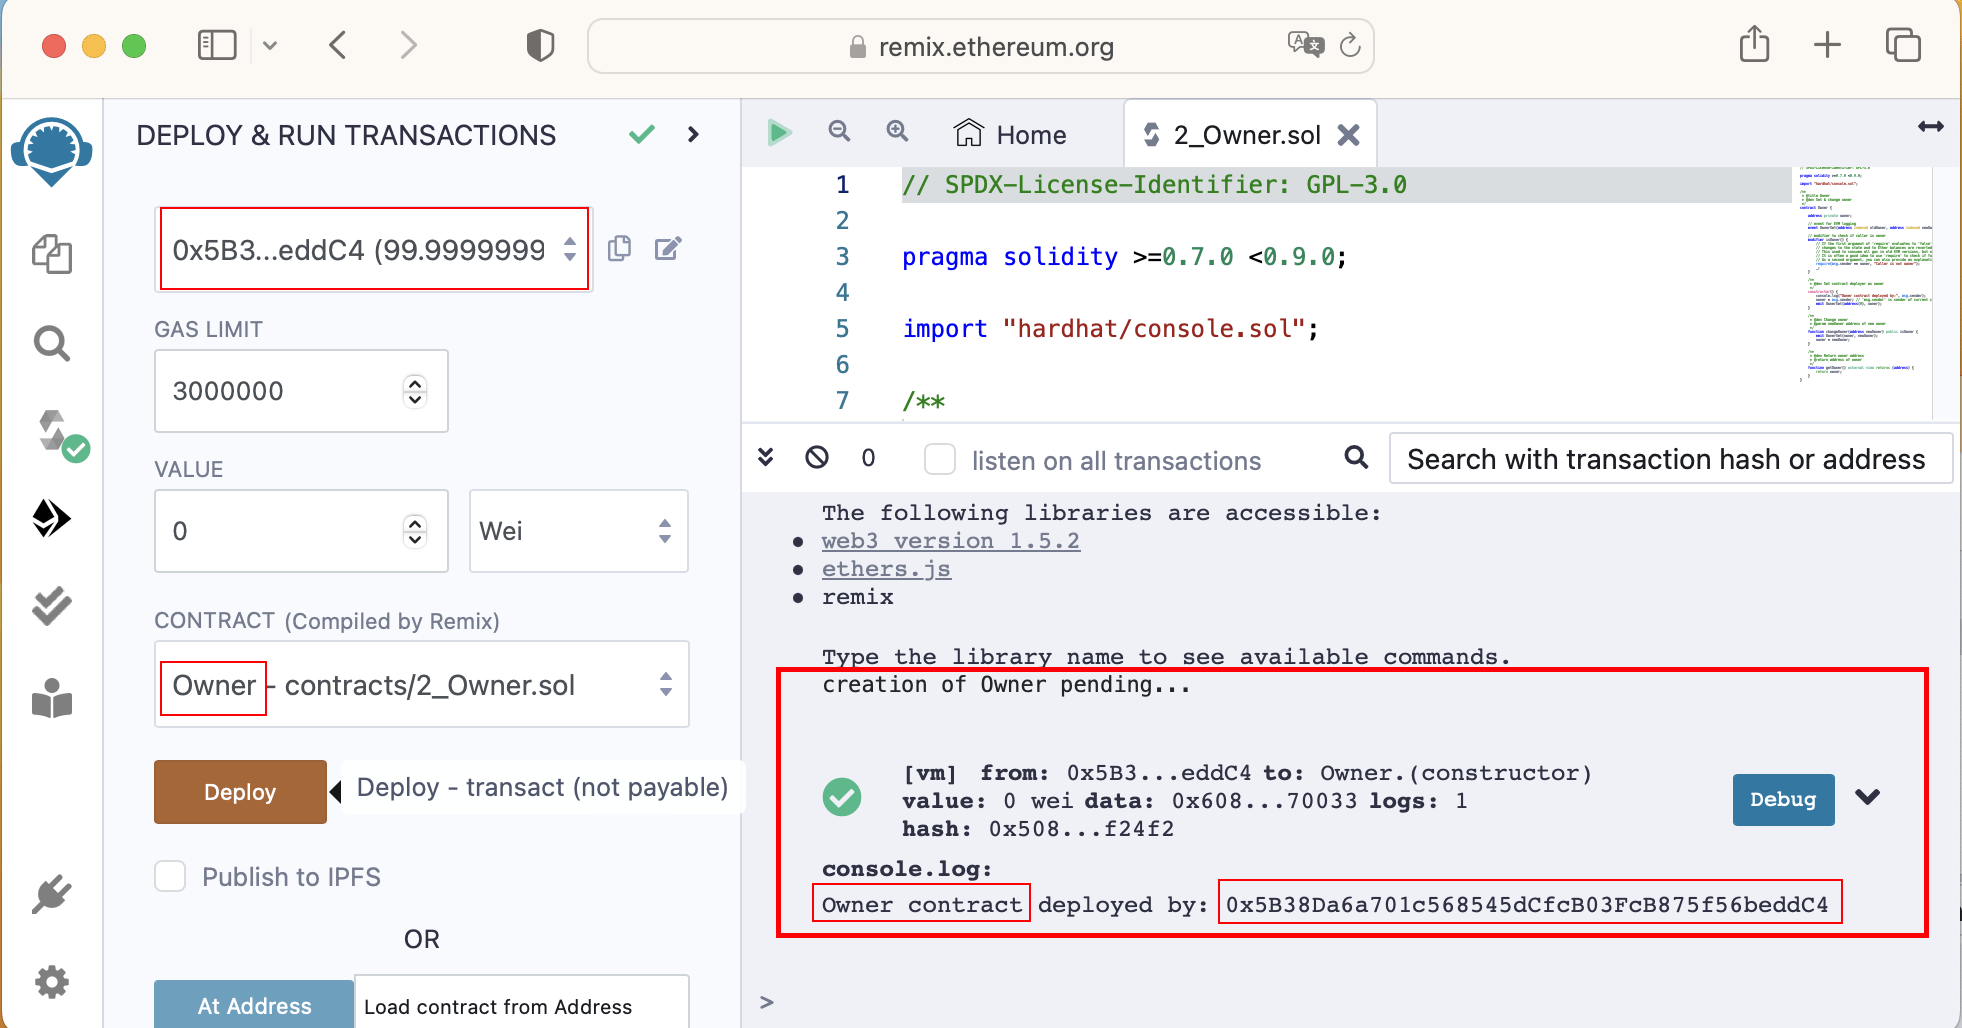 remix.ethereum.org
DEPLOY & RUN TRANSACTIONS
0x5B3...eddC4 (99.9999999
GAS LIMIT
3000000
VALUE
0
Wei
CONTRACT (Compiled by Remix)
Owner - contracts/2_Owner.sol
Deploy
Deploy - transact (not payable)
Publish to IPFS
OR
At Address
Load contract from Address
Home
2_Owner.sol
1 // SPDX-License-Identifier: GPL-3.0
2
3 pragma solidity >=0.7.0 <0.9.0;
4
5 import "hardhat/console.sol";
6
7 /**
0
listen on all transactions
Search with transaction hash or address
The following libraries are accessible:
web3 version 1.5.2
ethers.js
remix
Type the library name to see available commands.
creation of Owner pending...
[vm] from: 0x5B3...eddC4 to: Owner.(constructor)
value: 0 wei data: 0x608...70033 logs: 1
hash: 0x508...f24f2
Debug
console.log:
Owner contract deployed by: 0x5B38Da6a701c568545dCfcB03FcB875f56beddC4
>